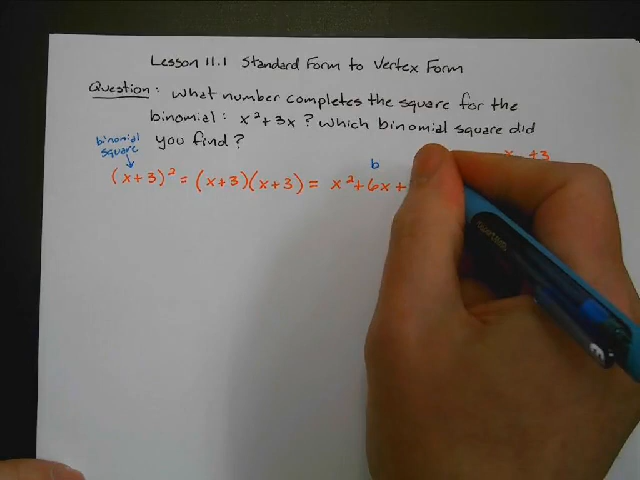 Lesson 11.1 Standard Form to Vertex Form
Question: What number completes the square for the
binomial: x²+3x? Which binomial square did
you find?
binomial
square
b
x +3
(x+3)² = (x+3)(x+3) = x²+6x+